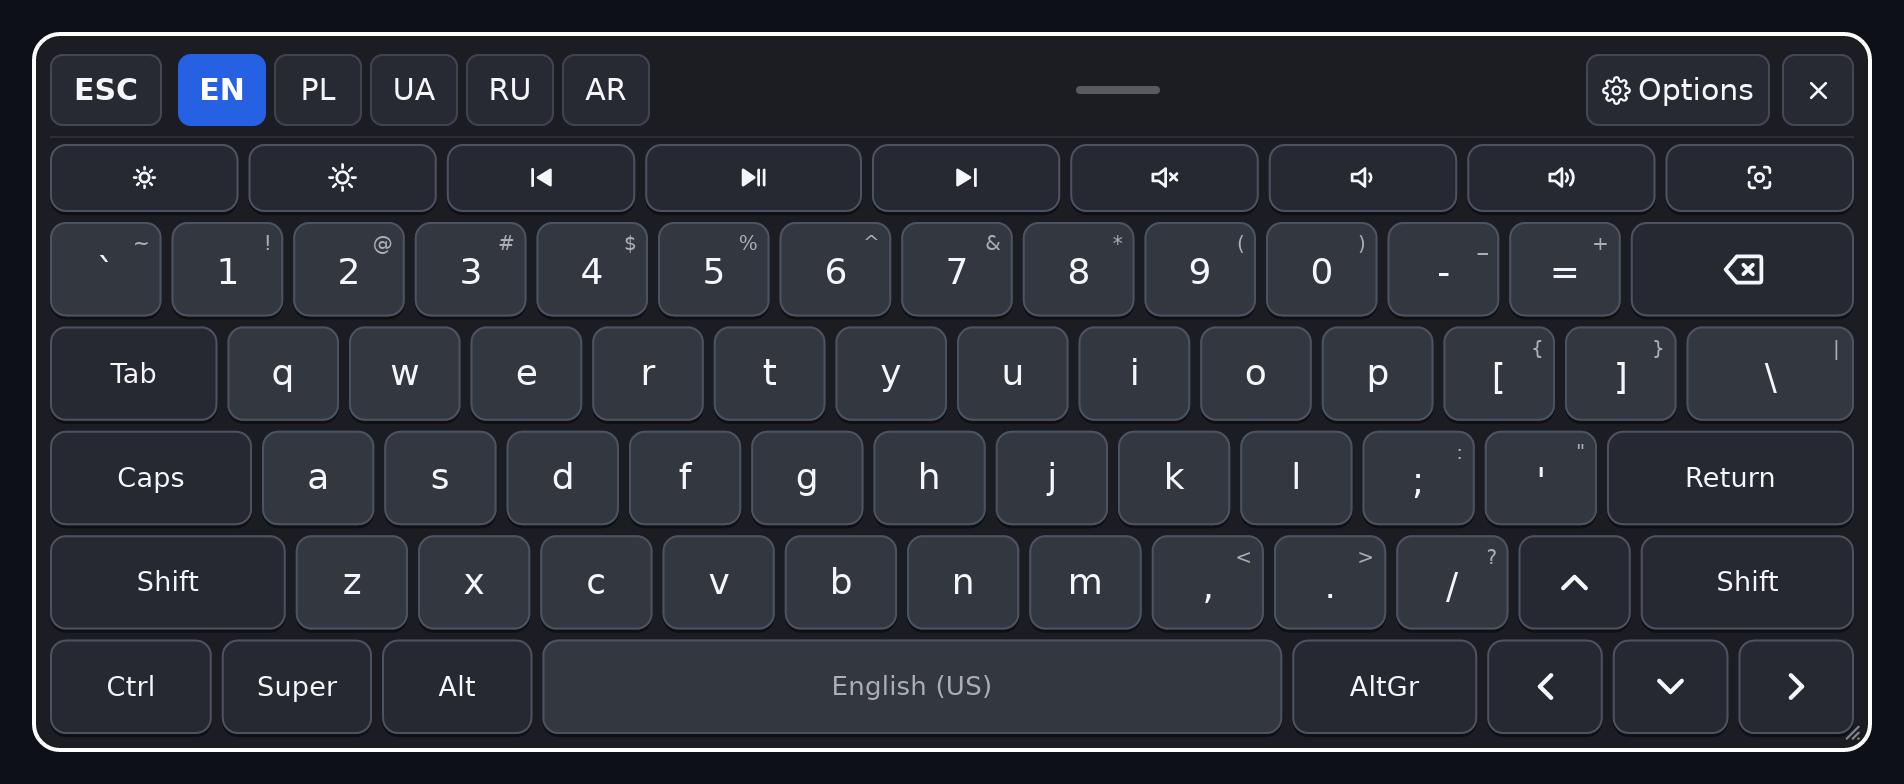 ESC EN PL UA RU AR Options
` ~ 1 ! 2 @ 3 # 4 $ 5 % 6 ^ 7 & 8 * 9 ( 0 ) - _ = +
Tab q w e r t y u i o p [ { ] } \ |
Caps a s d f g h j k l ; : ' " Return
Shift z x c v b n m , < . > / ? Shift
Ctrl Super Alt English (US) AltGr